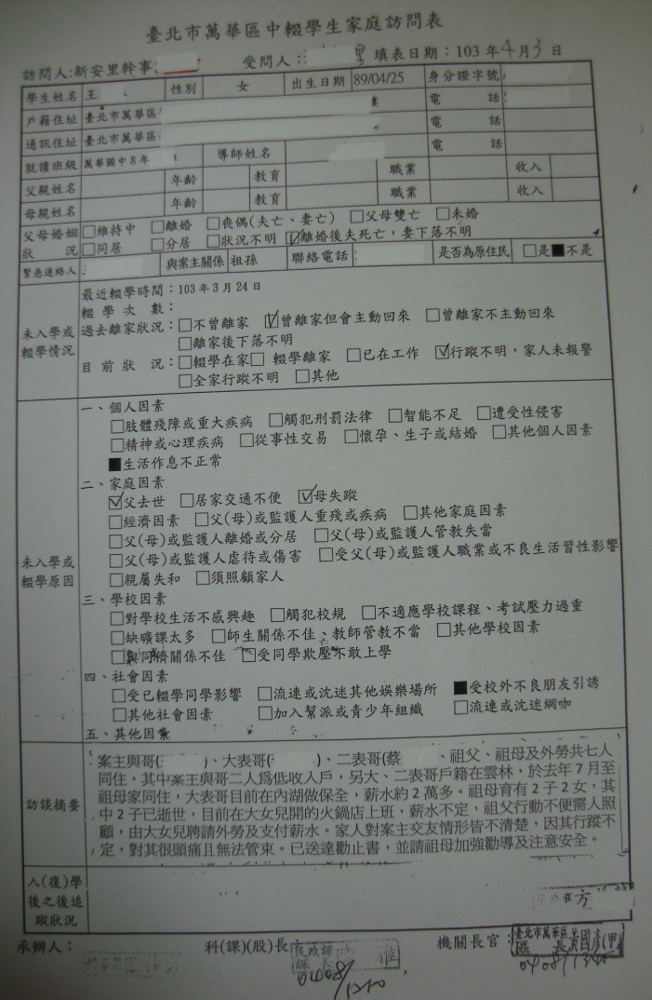 臺北市萬華區中輟學生家庭訪問表
訪問人:新安里幹事: 受問人: 里 填表日期：103年4月3日
學生姓名 王 性別 女 出生日期 89/04/25 身分證字號
戶籍住址 臺北市萬華區 電 話
通訊住址 臺北市萬華區 電 話
就讀班級 萬華國中8年 導師姓名 電 話
父親姓名 年齡 教育 職業 收入
母親姓名 年齡 教育 職業 收入
父母婚姻狀況 □維持中 □離婚 □喪偶(夫亡、妻亡) □父母雙亡 □未婚
□同居 □分居 □狀況不明 ☑離婚後夫死亡，妻下落不明
緊急連絡人 與案主關係 祖孫 聯絡電話 是否為原住民 □是■不是
未入學或輟學情況
最近輟學時間：103年3月24日
輟學次數：
過去離家狀況：□不曾離家 ☑曾離家但會主動回來 □曾離家不主動回來
□離家後下落不明
目前狀況：□輟學在家□ 輟學離家 □已在工作 ☑行蹤不明，家人未報警
□全家行蹤不明 □其他
未入學或輟學原因
一、個人因素
□肢體殘障或重大疾病 □觸犯刑罰法律 □智能不足 □遭受性侵害
□精神或心理疾病 □從事性交易 □懷孕、生子或結婚 □其他個人因素
■生活作息不正常
二、家庭因素
☑父去世 □居家交通不便 ☑母失蹤
□經濟因素 □父(母)或監護人重殘或疾病 □其他家庭因素
□父(母)或監護人離婚或分居 □父(母)或監護人管教失當
□父(母)或監護人虐待或傷害 □受父(母)或監護人職業或不良生活習性影響
□親屬失和 □須照顧家人
三、學校因素
□對學校生活不感興趣 □觸犯校規 □不適應學校課程、考試壓力過重
□缺曠課太多 □師生關係不佳、教師管教不當 □其他學校因素
□與同儕關係不佳 □受同學欺壓不敢上學
四、社會因素
□受已輟學同學影響 □流連或沈迷其他娛樂場所 ■受校外不良朋友引誘
□其他社會因素 □加入幫派或青少年組織 □流連或沈迷網咖
五、其他因素
訪談摘要
案主與哥( )、大表哥( )、二表哥(蔡 、祖父、祖母及外勞共七人
同住，其中案主與哥二人為低收入戶，另大、二表哥戶籍在雲林，於去年7月至
祖母家同住，大表哥目前在內湖做保全，薪水約2萬多。祖母育有2子2女，其
中2子已逝世，目前在大女兒開的火鍋店上班，薪水不定，祖父行動不便需人照
顧，由大女兒聘請外勞及支付薪水。家人對案主交友情形皆不清楚，因其行蹤不
定，對其很頭痛且無法管束。已送達勸止書，並請祖母加強勸導及注意安全。
入(復)學後之後追蹤狀況
方
承辦人： 科(課)(股)長： 機關長官：
臺北市萬華區區長黃國彥(甲)
0408/1210